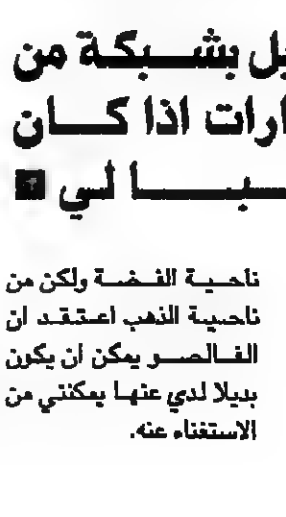 يل بشبكة من
ارات اذا كان
سبا لي
ناحية الفضة ولكن من
ناحية الذهب اعتقد ان
الفالصو يمكن ان يكون
بديلا لدي عنها يمكنني من
الاستغناء عنه.